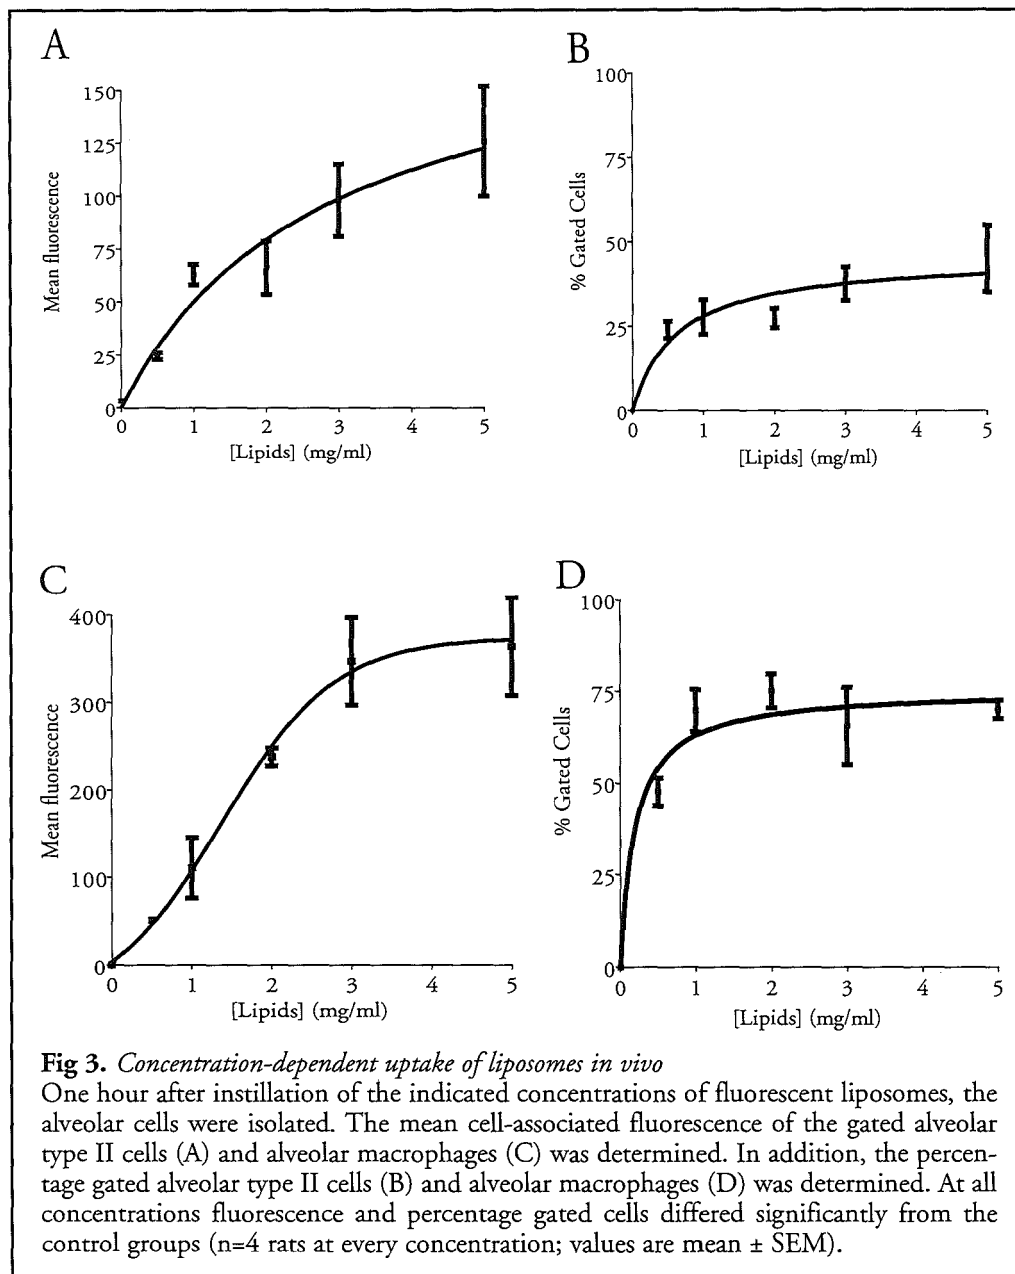 A
Mean fluorescence
150
125
100
75
50
25
0
0 1 2 3 4 5
[Lipids] (mg/ml)
B
% Gated Cells
100
75
50
25
0
0 1 2 3 4 5
[Lipids] (mg/ml)
C
Mean fluorescence
400
300
200
100
0
0 1 2 3 4 5
[Lipids] (mg/ml)
D
% Gated Cells
100
75
50
25
0
0 1 2 3 4 5
[Lipids] (mg/ml)
Fig 3. Concentration-dependent uptake of liposomes in vivo
One hour after instillation of the indicated concentrations of fluorescent liposomes, the
alveolar cells were isolated. The mean cell-associated fluorescence of the gated alveolar
type II cells (A) and alveolar macrophages (C) was determined. In addition, the percen-
tage gated alveolar type II cells (B) and alveolar macrophages (D) was determined. At all
concentrations fluorescence and percentage gated cells differed significantly from the
control groups (n=4 rats at every concentration; values are mean ± SEM).